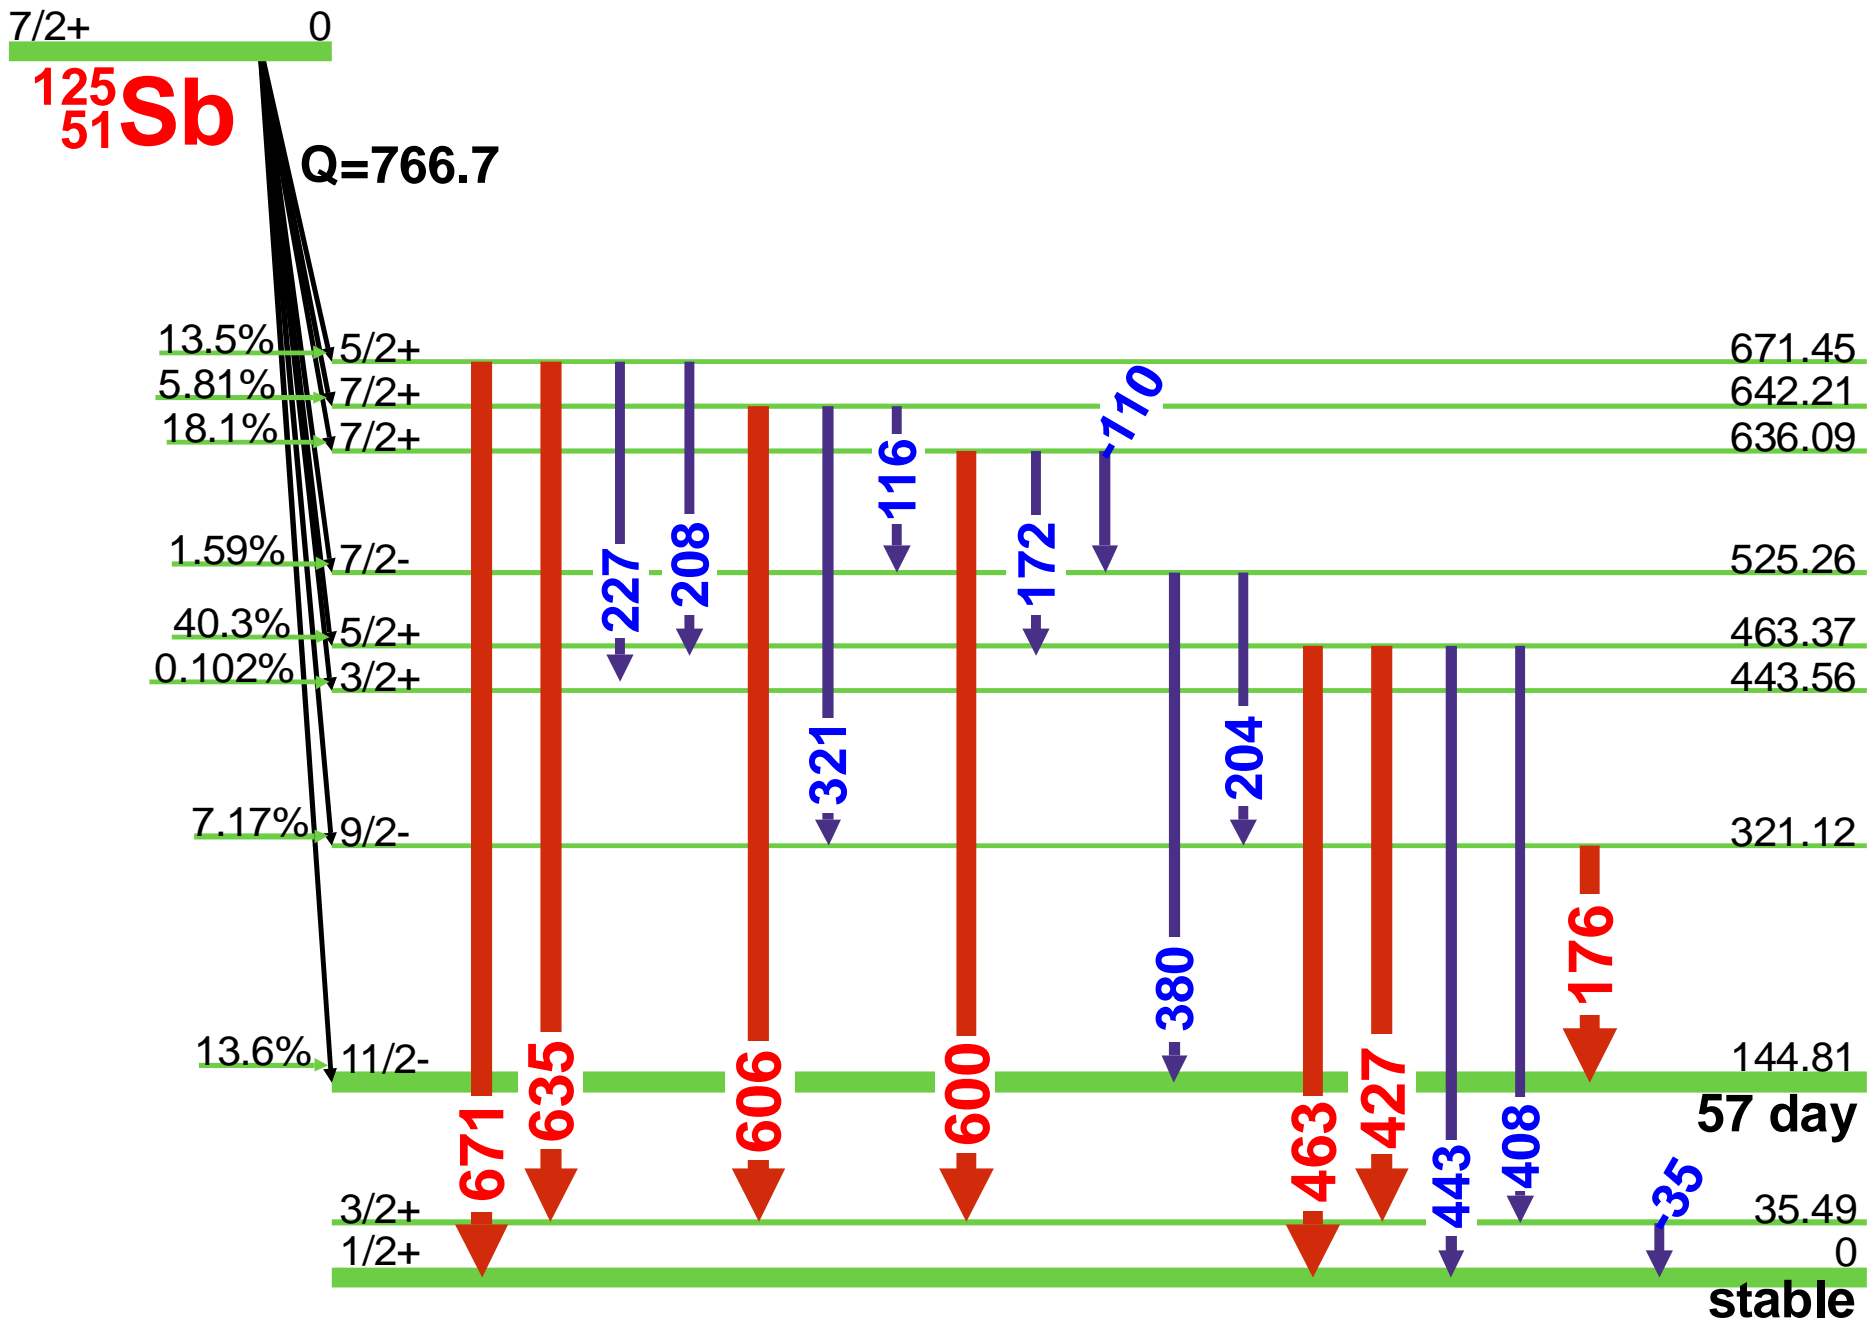 7/2+ 0
125
51 Sb
Q=766.7
13.5% 5/2+ 671.45
5.81% 7/2+ 642.21
18.1% 7/2+ 636.09
1.59% 7/2- 525.26
40.3% 5/2+ 463.37
0.102% 3/2+ 443.56
7.17% 9/2- 321.12
13.6% 11/2- 144.81
57 day
3/2+ 35.49
1/2+ 0
stable
671
635
227
208
606
321
116
600
172
110
380
204
463
427
443
408
176
35